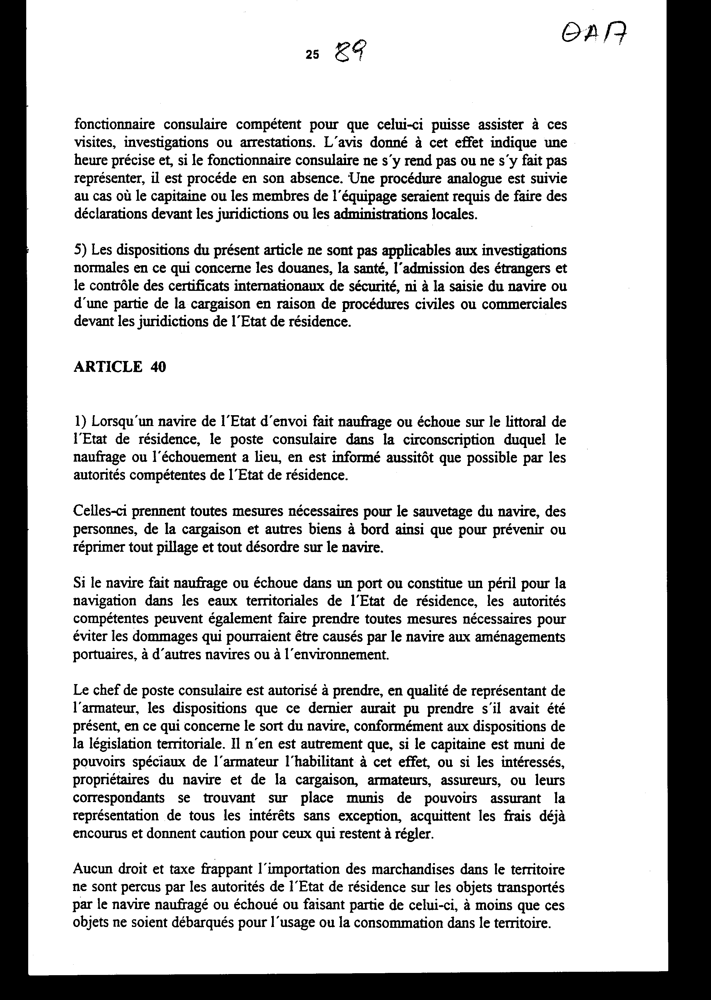 25 89
fonctionnaire consulaire compétent pour que celui-ci puisse assister à ces
visites, investigations ou arrestations. L´avis donné à cet effet indique une
heure précise et, si le fonctionnaire consulaire ne s´y rend pas ou ne s´y fait pas
représenter, il est procéde en son absence. Une procédure analogue est suivie
au cas où le capitaine ou les membres de l´équipage seraient requis de faire des
déclarations devant les juridictions ou les administrations locales.
5) Les dispositions du présent article ne sont pas applicables aux investigations
normales en ce qui concerne les douanes, la santé, l´admission des étrangers et
le contrôle des certificats internationaux de sécurité, ni à la saisie du navire ou
d´une partie de la cargaison en raison de procédures civiles ou commerciales
devant les juridictions de l´Etat de résidence.
ARTICLE 40
1) Lorsqu´un navire de l´Etat d´envoi fait naufrage ou échoue sur le littoral de
l´Etat de résidence, le poste consulaire dans la circonscription duquel le
naufrage ou l´échouement a lieu, en est informé aussitôt que possible par les
autorités compétentes de l´Etat de résidence.
Celles-ci prennent toutes mesures nécessaires pour le sauvetage du navire, des
personnes, de la cargaison et autres biens à bord ainsi que pour prévenir ou
réprimer tout pillage et tout désordre sur le navire.
Si le navire fait naufrage ou échoue dans un port ou constitue un péril pour la
navigation dans les eaux territoriales de l´Etat de résidence, les autorités
compétentes peuvent également faire prendre toutes mesures nécessaires pour
éviter les dommages qui pourraient être causés par le navire aux aménagements
portuaires, à d´autres navires ou à l´environnement.
Le chef de poste consulaire est autorisé à prendre, en qualité de représentant de
l´armateur, les dispositions que ce dernier aurait pu prendre s´il avait été
présent, en ce qui concerne le sort du navire, conformément aux dispositions de
la législation territoriale. Il n´en est autrement que, si le capitaine est muni de
pouvoirs spéciaux de l´armateur l´habilitant à cet effet, ou si les intéressés,
propriétaires du navire et de la cargaison, armateurs, assureurs, ou leurs
correspondants se trouvant sur place munis de pouvoirs assurant la
représentation de tous les intérêts sans exception, acquittent les frais déjà
encourus et donnent caution pour ceux qui restent à régler.
Aucun droit et taxe frappant l´importation des marchandises dans le territoire
ne sont percus par les autorités de l´Etat de résidence sur les objets transportés
par le navire naufragé ou échoué ou faisant partie de celui-ci, à moins que ces
objets ne soient débarqués pour l´usage ou la consommation dans le territoire.